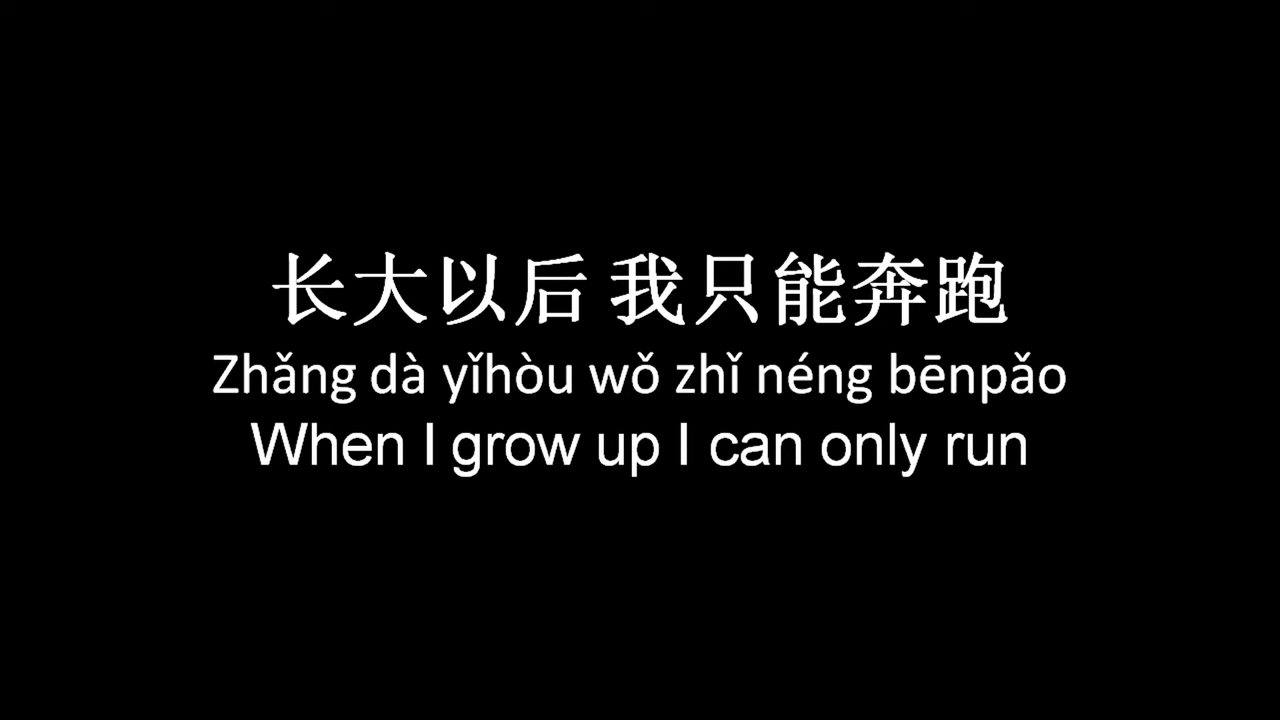 长大以后 我只能奔跑
Zhǎng dà yǐhòu wǒ zhǐ néng bēnpǎo
When I grow up I can only run